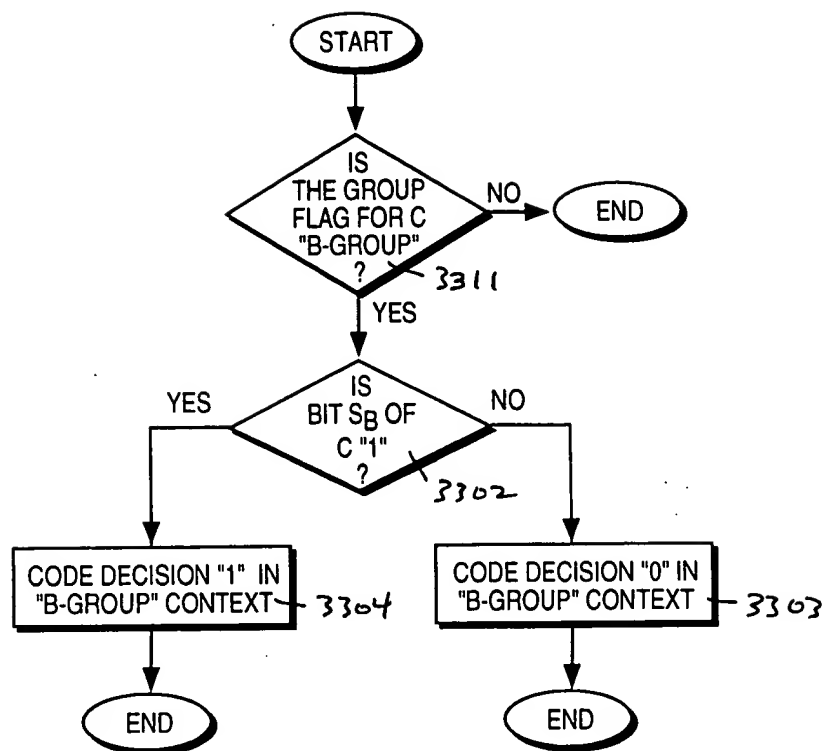 START
IS
THE GROUP
FLAG FOR C
"B-GROUP"
?
NO
END
3311
YES
IS
BIT SB OF
C "1"
?
YES
NO
3302
CODE DECISION "1" IN
"B-GROUP" CONTEXT
3304
CODE DECISION "0" IN
"B-GROUP" CONTEXT
3303
END
END